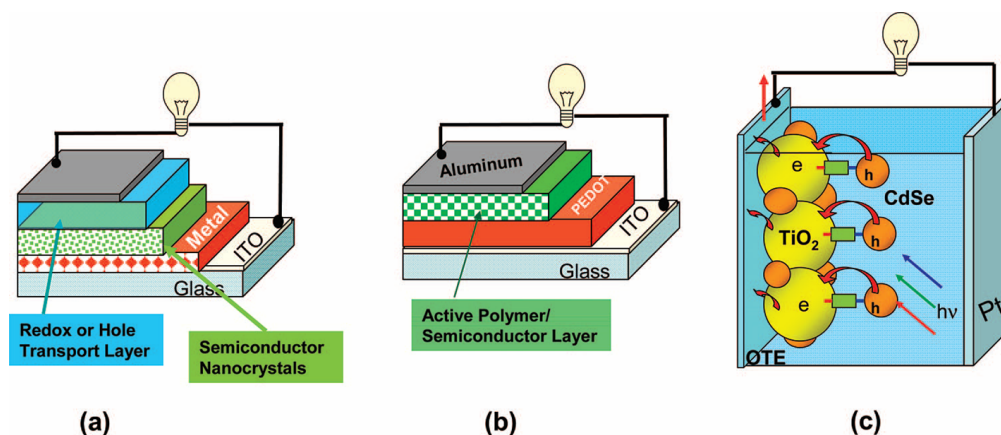 Metal
ITO
Glass
Redox or Hole
Transport Layer
Semiconductor
Nanocrystals
(a)
Aluminum
PEDOT
ITO
Glass
Active Polymer/
Semiconductor Layer
(b)
e
h
CdSe
TiO₂
h
e
h
hν
Pt
OTE
(c)